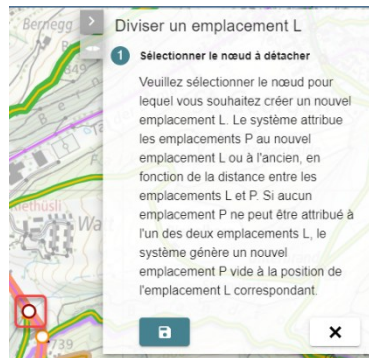 Bernegg
Diviser un emplacement L
1 Sélectionner le nœud à détacher
849
Veuillez sélectionner le nœud pour
lequel vous souhaitez créer un nouvel
emplacement L. Le système attribue
les emplacements P au nouvel
emplacement L ou à l'ancien, en
fonction de la distance entre les
emplacements L et P. Si aucun
emplacement P ne peut être attribué à
l'un des deux emplacements L, le
système génère un nouvel
emplacement P vide à la position de
l'emplacement L correspondant.
Wa
739